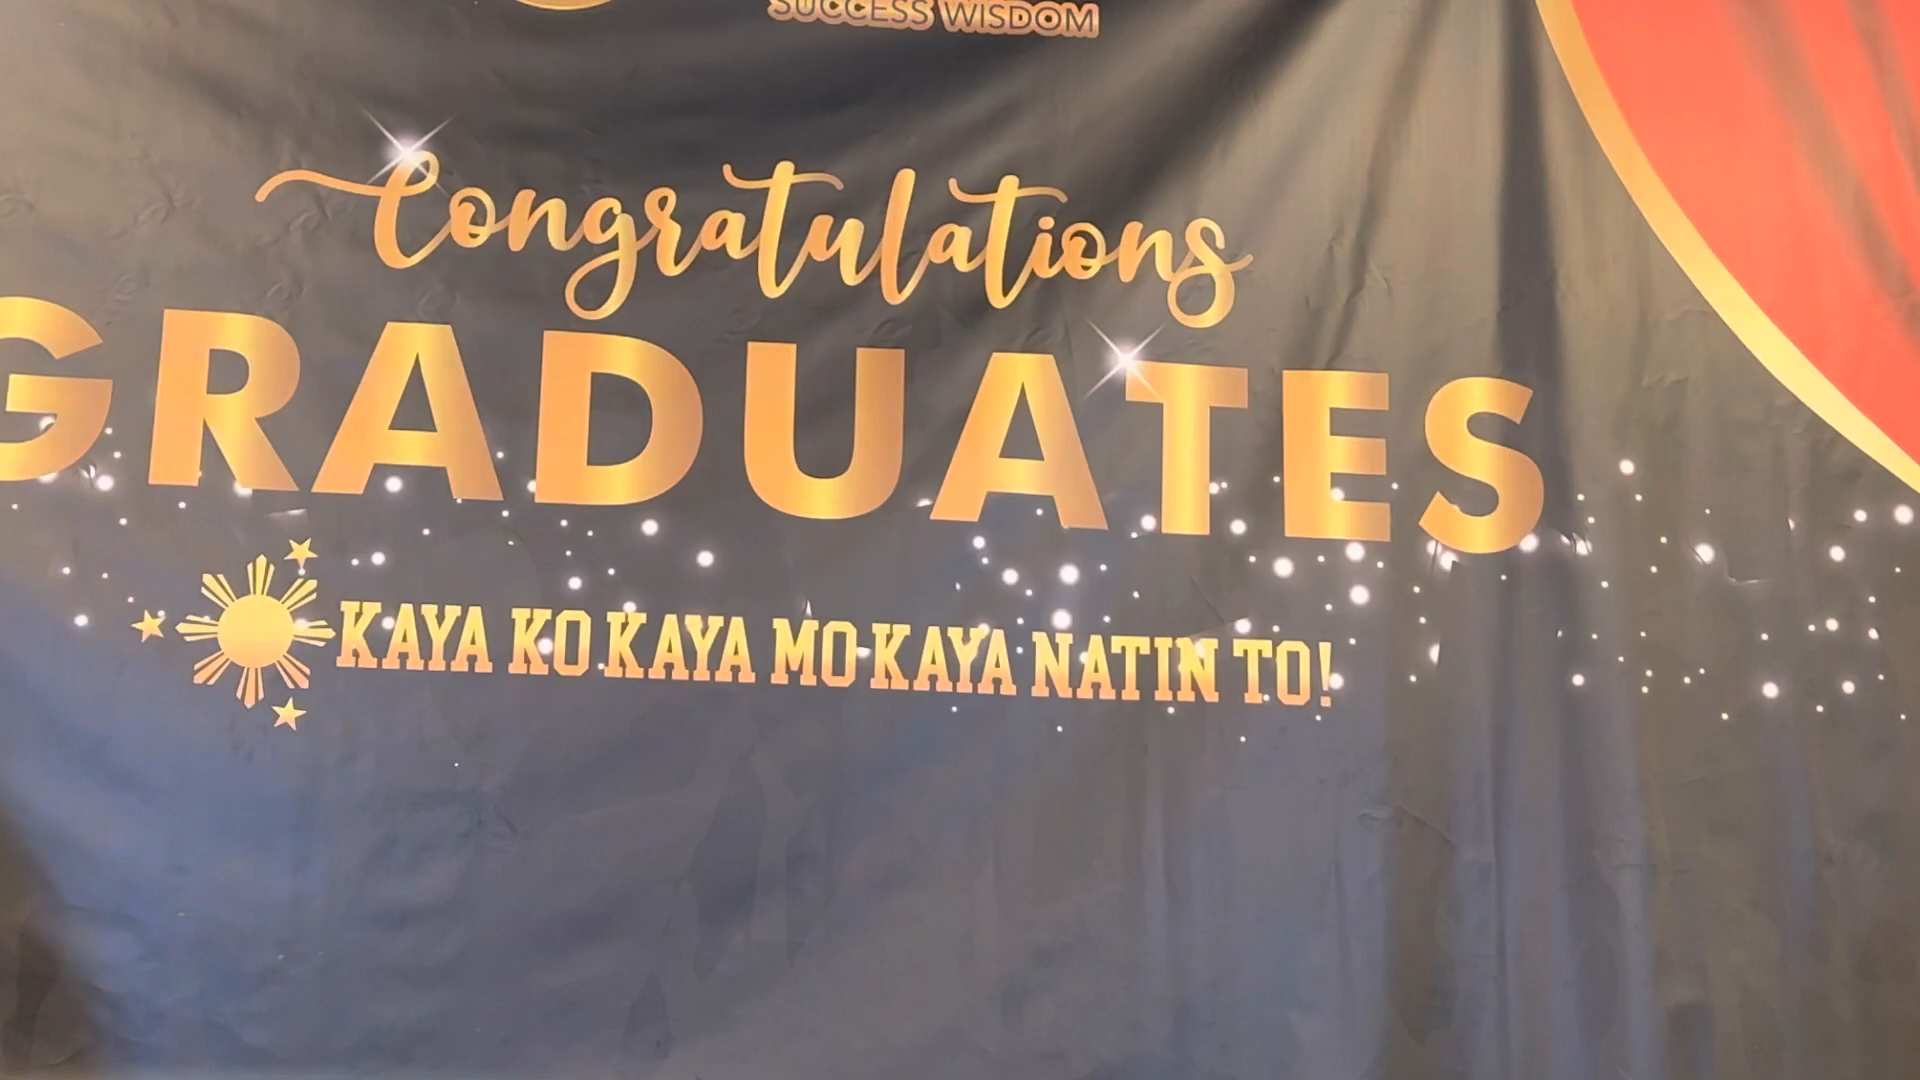 SUCCESS WISDOM
Congratulations
GRADUATES
KAYA KO KAYA MO KAYA NATIN TO!